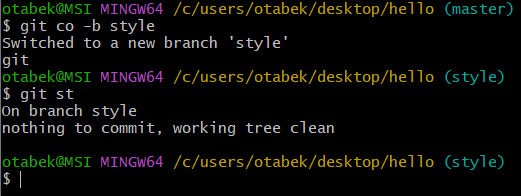 otabek@MSI MINGW64 /c/users/otabek/desktop/hello (master)
$ git co -b style
Switched to a new branch 'style'
git
otabek@MSI MINGW64 /c/users/otabek/desktop/hello (style)
$ git st
On branch style
nothing to commit, working tree clean
otabek@MSI MINGW64 /c/users/otabek/desktop/hello (style)
$